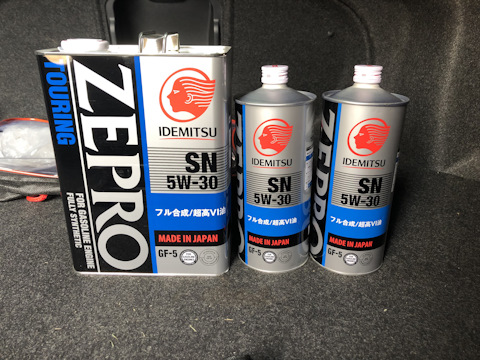 TOURING
ZEPRO
FOR GASOLINE ENGINE
FULLY SYNTHETIC
IDEMITSU
SN
5W-30
フル合成/超高VI油
MADE IN JAPAN
GF-5
ZEPRO
IDEMITSU
SN
5W-30
フル合成/超高VI油
MADE IN JAPAN
GF-5
ZEPRO
IDEMITSU
SN
5W-30
フル合成/超高VI油
MADE IN JAPAN
GF-5